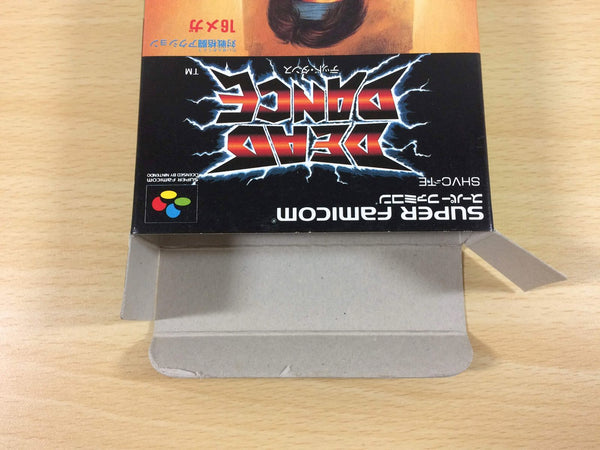 SUPER FAMICOM
スーパーファミコン
SHVC-TE
SUPER FAMICOM
LICENSED BY NINTENDO
DEAD
DANCE
デッド・ダンス
TM
対戦格闘アクション
16メガ